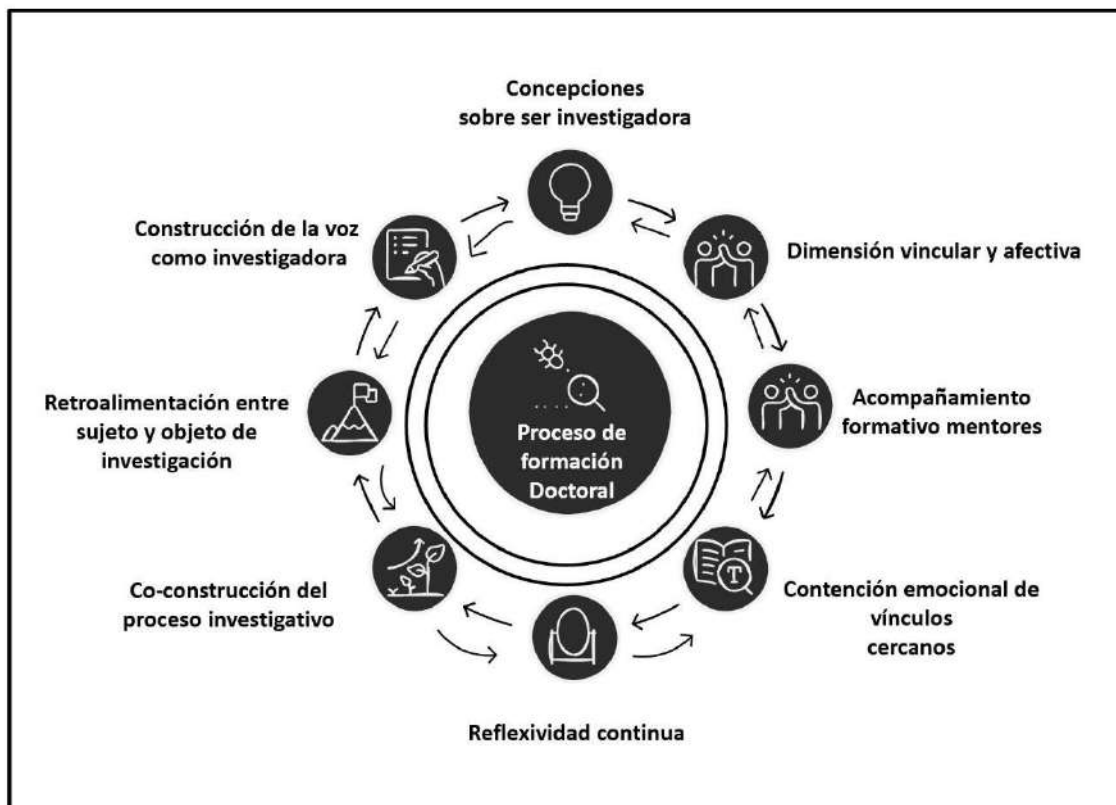 Concepciones
sobre ser investigadora
Construcción de la voz
como investigadora
Dimensión vincular y afectiva
Retroalimentación entre
sujeto y objeto de
investigación
Proceso de
formación
Doctoral
Acompañamiento
formativo mentores
Co-construcción del
proceso investigativo
T
Contención emocional de
vínculos
cercanos
Reflexividad continua